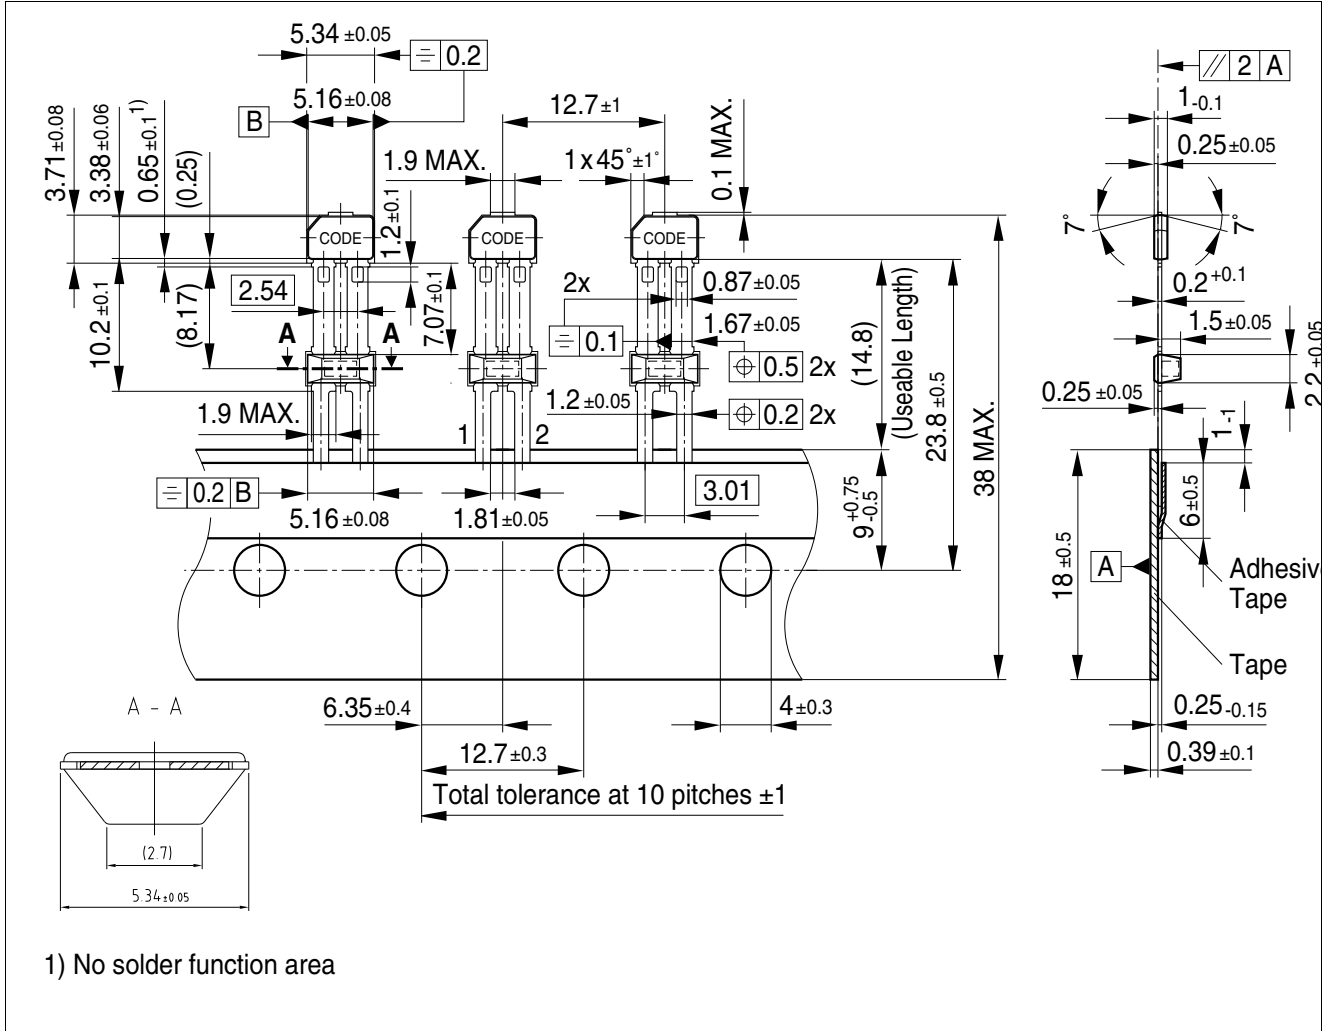 5.34 ±0.05
⌯ 0.2
5.16 ±0.08
B
3.71 ±0.08
3.38 ±0.06
0.65 ±0.1 1)
(0.25)
12.7 ±1
1.9 MAX.
1 x 45° ±1°
0.1 MAX.
1.2 ±0.1
// 2 A
1 -0.1
0.25 ±0.05
7°
7°
CODE
CODE
CODE
2x
0.87 ±0.05
2.54
7.07 ±0.1
10.2 ±0.1
(8.17)
A
A
⌯ 0.1
1.67 ±0.05
⌖ 0.5 2x
1.2 ±0.05
⌖ 0.2 2x
1.9 MAX.
1
2
(14.8)
(Useable Length)
23.8 ±0.5
38 MAX.
0.2 +0.1
1.5 ±0.05
2.2 ±0.05
0.25 ±0.05
1 -1
⌯ 0.2 B
5.16 ±0.08
1.81 ±0.05
3.01
9 +0.75 -0.5
18 ±0.5
6 ±0.5
A
Adhesiv
Tape
Tape
A - A
6.35 ±0.4
4 ±0.3
12.7 ±0.3
0.25 -0.15
0.39 ±0.1
Total tolerance at 10 pitches ±1
(2.7)
5.34 ±0.05
1) No solder function area